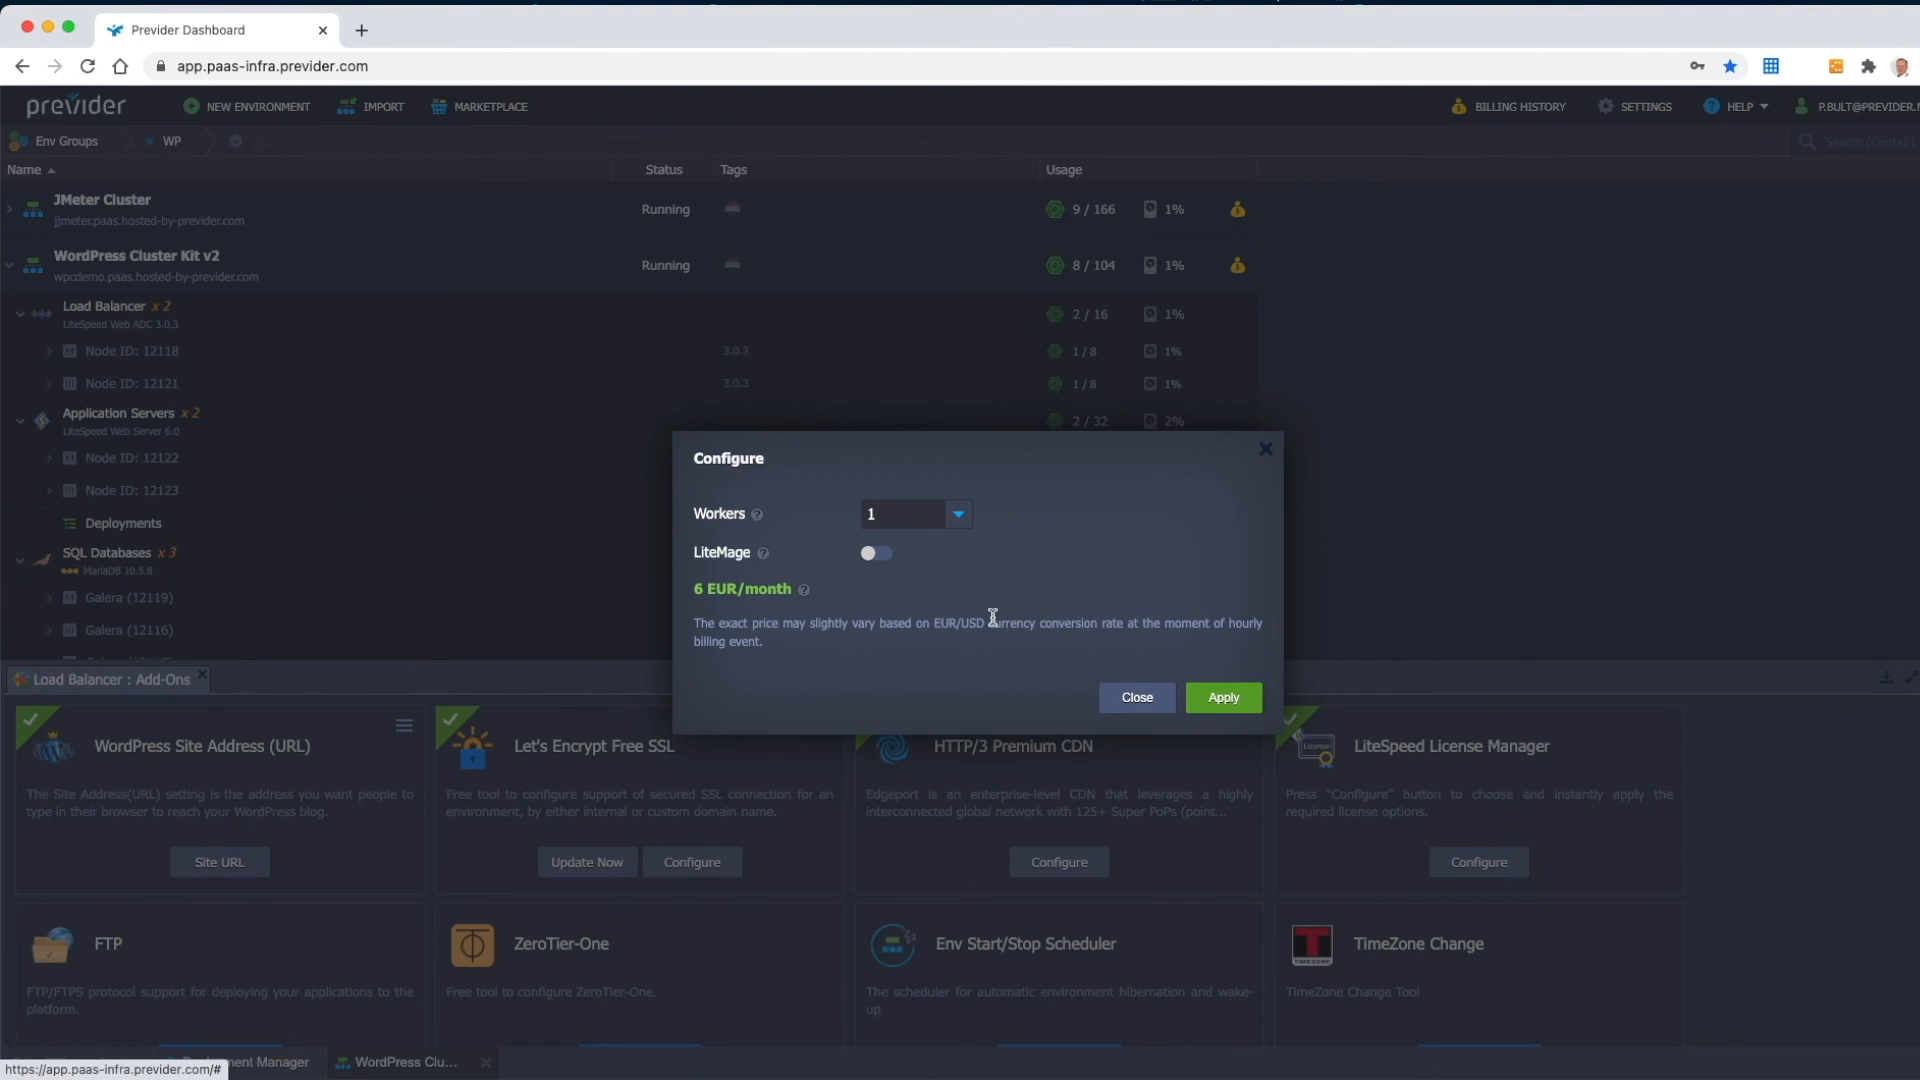 Previder Dashboard
app.paas-infra.previder.com
previder
NEW ENVIRONMENT
IMPORT
MARKETPLACE
BILLING HISTORY
SETTINGS
HELP
P.BULT@PREVIDER.
Env Groups
WP
Search (Cmd+F)
Name
Status
Tags
Usage
JMeter Cluster
jjmeter.paas.hosted-by-previder.com
Running
9 / 166
1%
WordPress Cluster Kit v2
wpcdemo.paas.hosted-by-previder.com
Running
8 / 104
1%
Load Balancer x 2
LiteSpeed Web ADC 3.0.3
2 / 16
1%
Node ID: 12118
3.0.3
1 / 8
1%
Node ID: 12121
3.0.3
1 / 8
1%
Application Servers x 2
LiteSpeed Web Server 6.0
2 / 32
2%
Node ID: 12122
Node ID: 12123
Deployments
SQL Databases x 3
MariaDB 10.5.8
Galera (12119)
Galera (12116)
Configure
Workers
1
LiteMage
6 EUR/month
The exact price may slightly vary based on EUR/USD currency conversion rate at the moment of hourly
billing event.
Close
Apply
Load Balancer : Add-Ons
WordPress Site Address (URL)
The Site Address(URL) setting is the address you want people to
type in their browser to reach your WordPress blog.
Site URL
Let's Encrypt Free SSL
Free tool to configure support of secured SSL connection for an
environment, by either internal or custom domain name.
Update Now
Configure
HTTP/3 Premium CDN
Edgeport is an enterprise-level CDN that leverages a highly
interconnected global network with 125+ Super PoPs (point...
Configure
License
LiteSpeed License Manager
Press "Configure" button to choose and instantly apply the
required license options.
Configure
FTP
FTP/FTPS protocol support for deploying your applications to the
platform.
ZeroTier-One
Free tool to configure ZeroTier-One.
Env Start/Stop Scheduler
The scheduler for automatic environment hibernation and wake-
up
TIMEZONE
TimeZone Change
TimeZone Change Tool
ment Manager
WordPress Clu...
https://app.paas-infra.previder.com/#